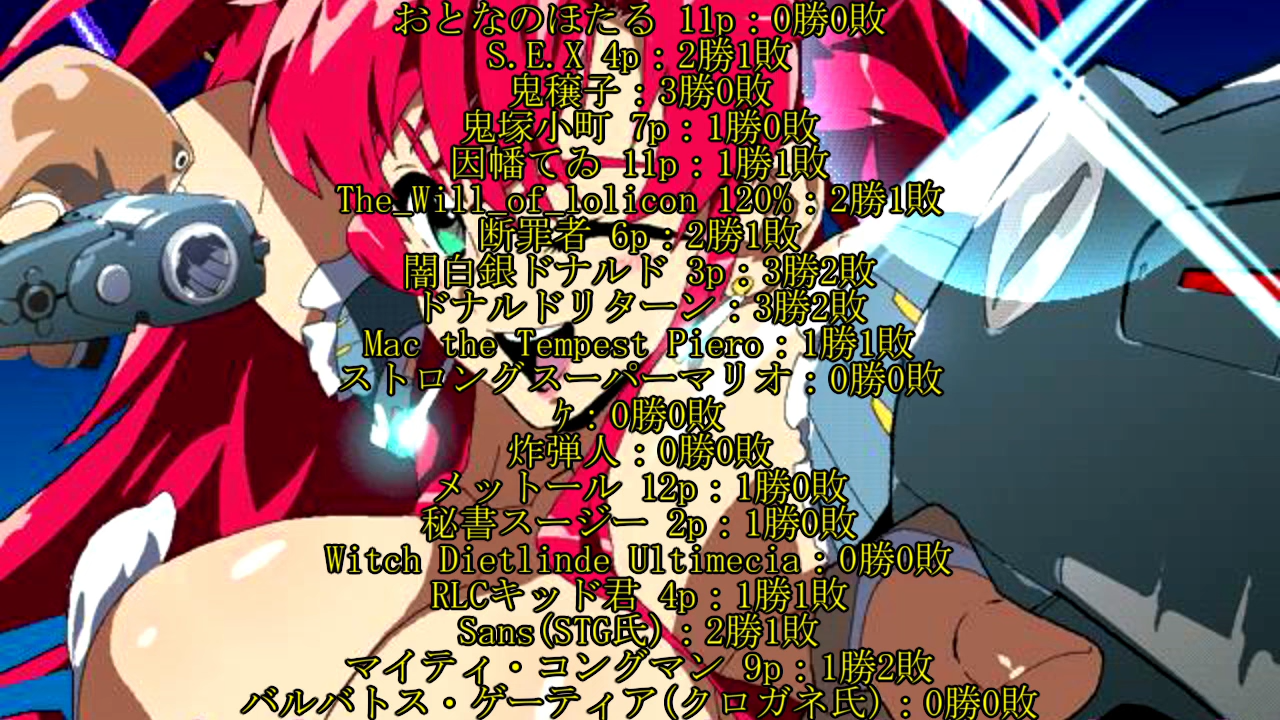 おとなのほたる 11p：0勝0敗
S.E.X 4p：2勝1敗
鬼穣子：3勝0敗
鬼塚小町 7p：1勝0敗
因幡てゐ 11p：1勝1敗
The_Will_of_lolicon 120%：2勝1敗
断罪者 6p：2勝1敗
闇白銀ドナルド 3p：3勝2敗
ドナルドリターン：3勝2敗
Mac the Tempest Piero：1勝1敗
ストロングスーパーマリオ：0勝0敗
ｹ：0勝0敗
炸弾人：0勝0敗
メットール 12p：1勝0敗
秘書スージー 2p：1勝0敗
Witch Dietlinde Ultimecia：0勝0敗
RLCキッド君 4p：1勝1敗
Sans(STG氏)：2勝1敗
マイティ・コングマン 9p：1勝2敗
バルバトス・ゲーティア(クロガネ氏)：0勝0敗